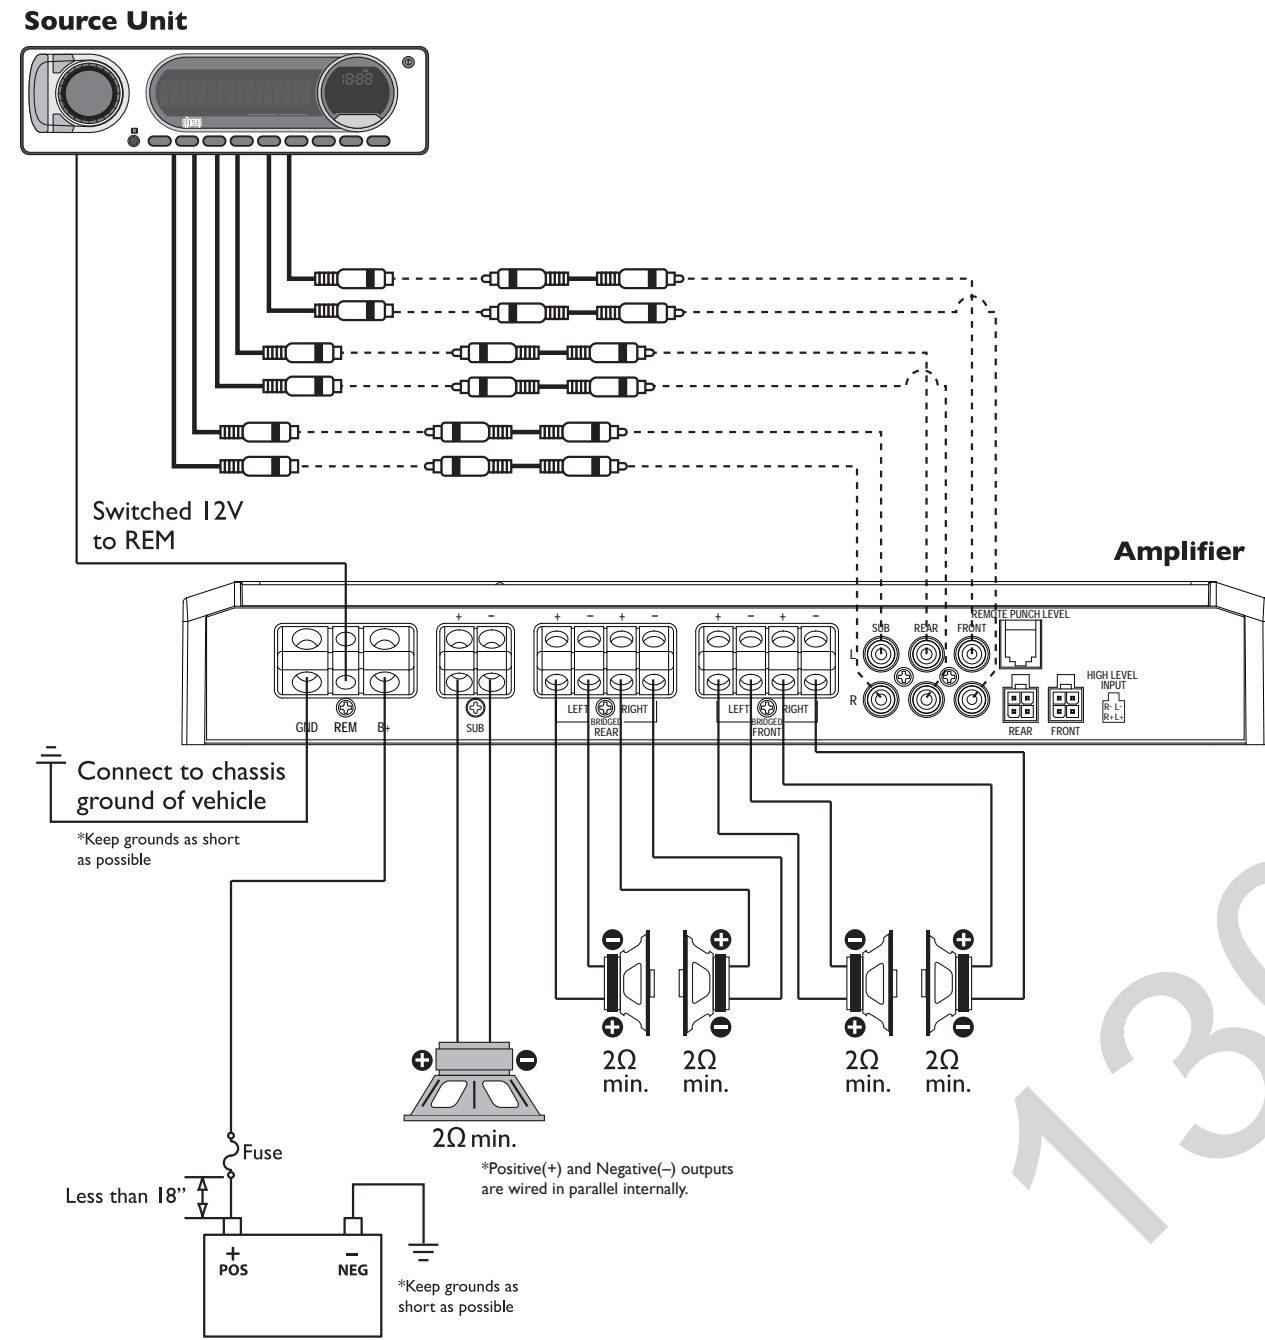 Source Unit
18:88
Switched 12V
to REM
Amplifier
+ –
+ – + –
+ – + –
REMOTE PUNCH LEVEL
SUB REAR FRONT
L
R
HIGH LEVEL
INPUT
R- L-
R+ L+
REAR FRONT
GND REM B+
SUB
LEFT RIGHT
BRIDGED
REAR
LEFT RIGHT
BRIDGED
FRONT
Connect to chassis
ground of vehicle
*Keep grounds as short
as possible
– +
– +
+ –
+ –
2Ω
min.
2Ω
min.
2Ω
min.
2Ω
min.
+ –
2Ω min.
*Positive(+) and Negative(–) outputs
are wired in parallel internally.
Fuse
Less than 18”
+
POS
–
NEG
*Keep grounds as
short as possible